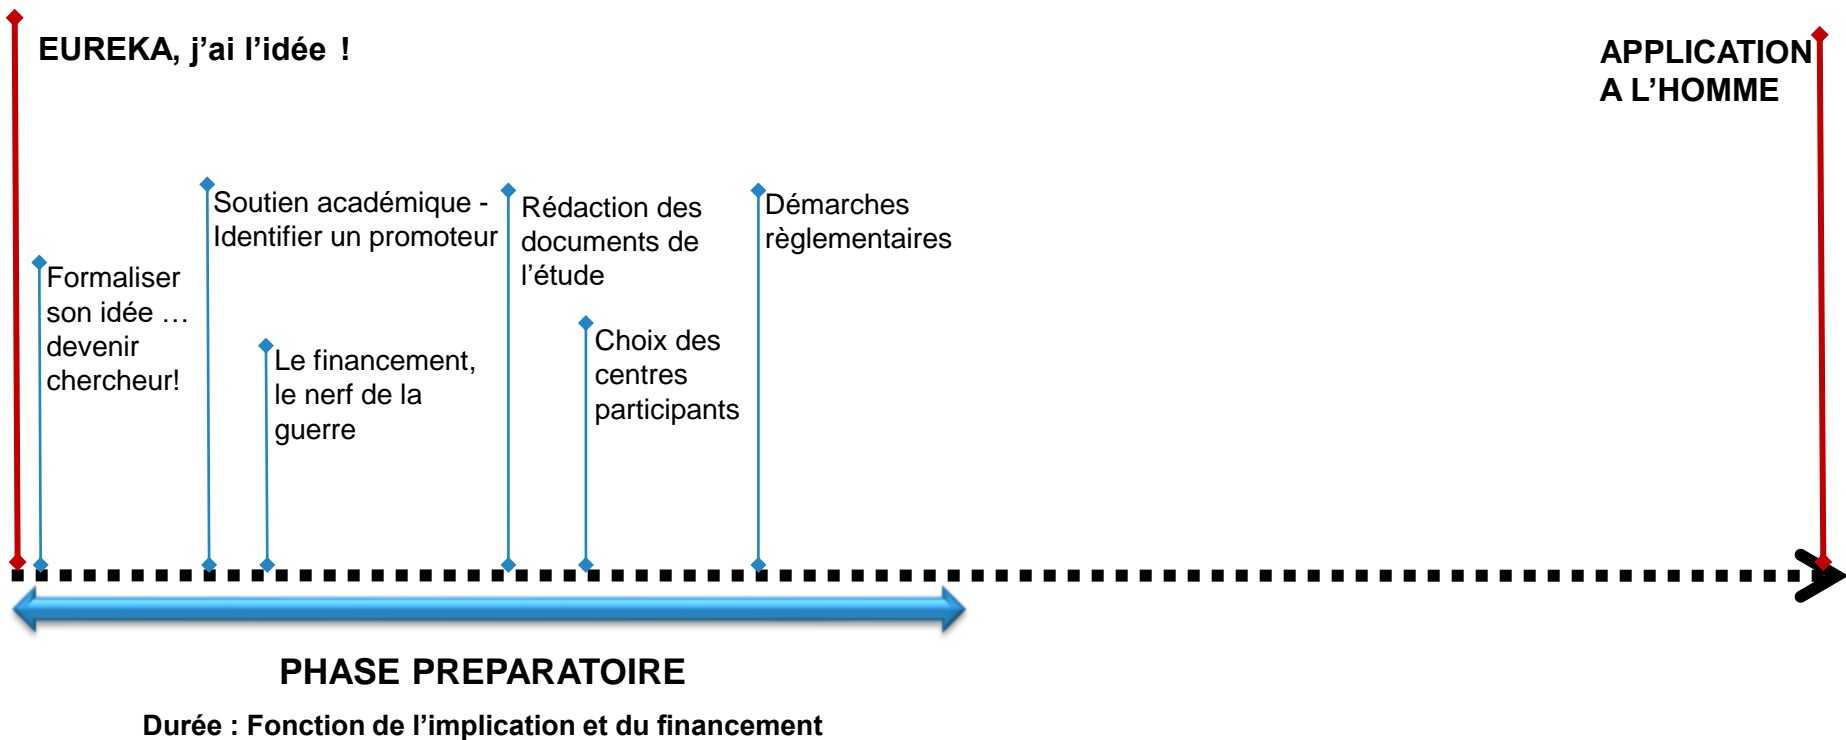 EUREKA, j’ai l’idée !
APPLICATION
A L’HOMME
Formaliser
son idée …
devenir
chercheur!
Soutien académique -
Identifier un promoteur
Le financement,
le nerf de la
guerre
Rédaction des
documents de
l’étude
Choix des
centres
participants
Démarches
règlementaires
PHASE PREPARATOIRE
Durée : Fonction de l’implication et du financement